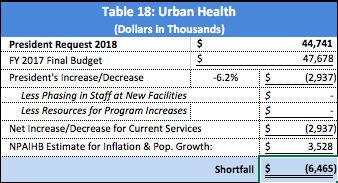 Table 18: Urban Health
(Dollars in Thousands)
President Request 2018 $ 44,741
FY 2017 Final Budget $ 47,678
President's Increase/Decrease -6.2% $ (2,937)
Less Phasing in Staff at New Facilities $ -
Less Resources for Program Increases $ -
Net Increase/Decrease for Current Services $ (2,937)
NPAIHB Estimate for Inflation & Pop. Growth: $ 3,528
Shortfall $ (6,465)